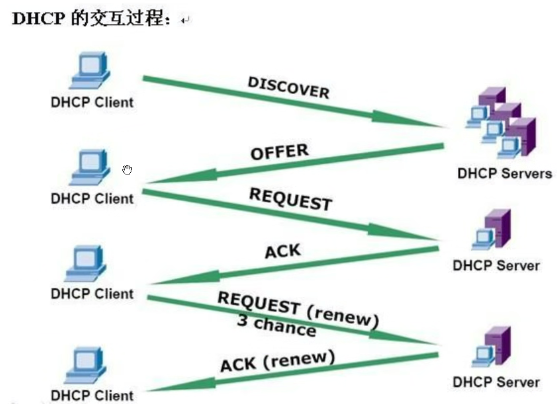 DHCP 的交互过程：
DISCOVER
DHCP Client
DHCP Servers
OFFER
DHCP Client
REQUEST
DHCP Server
ACK
DHCP Client
REQUEST (renew)
3 chance
DHCP Server
ACK (renew)
DHCP Client